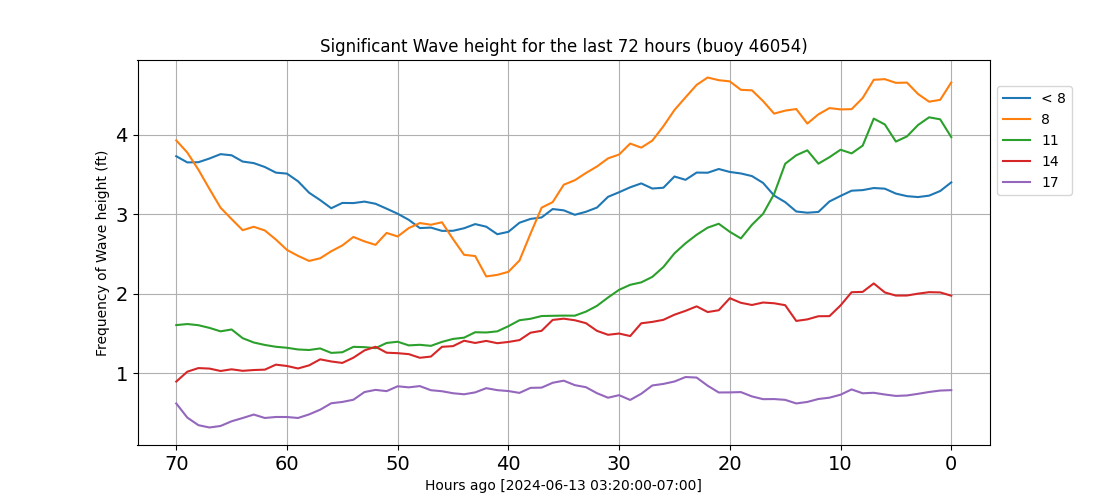 Significant Wave height for the last 72 hours (buoy 46054)
Frequency of Wave height (ft)
4
3
2
1
70 60 50 40 30 20 10 0
Hours ago [2024-06-13 03:20:00-07:00]
< 8
8
11
14
17